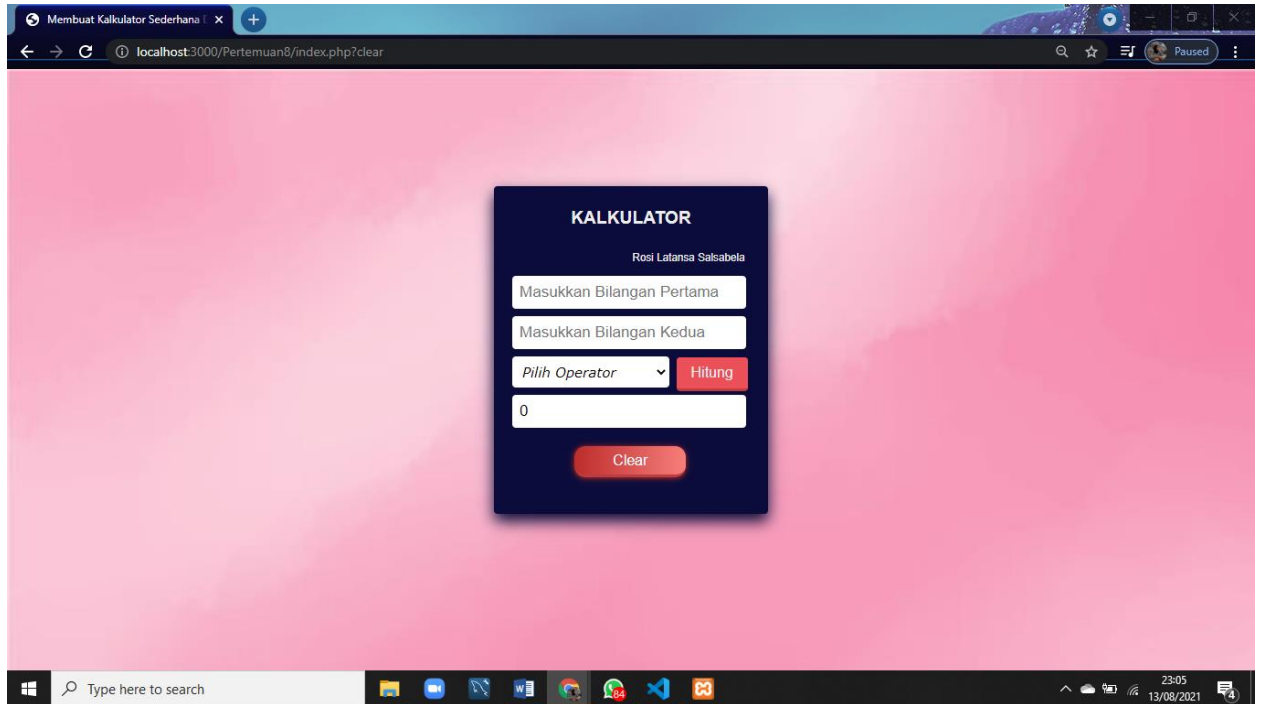 Membuat Kalkulator Sederhana
localhost:3000/Pertemuan8/index.php?clear
Paused
KALKULATOR
Rosi Latansa Salsabela
Masukkan Bilangan Pertama
Masukkan Bilangan Kedua
Pilih Operator
Hitung
0
Clear
Type here to search
84
23:05
13/08/2021
4